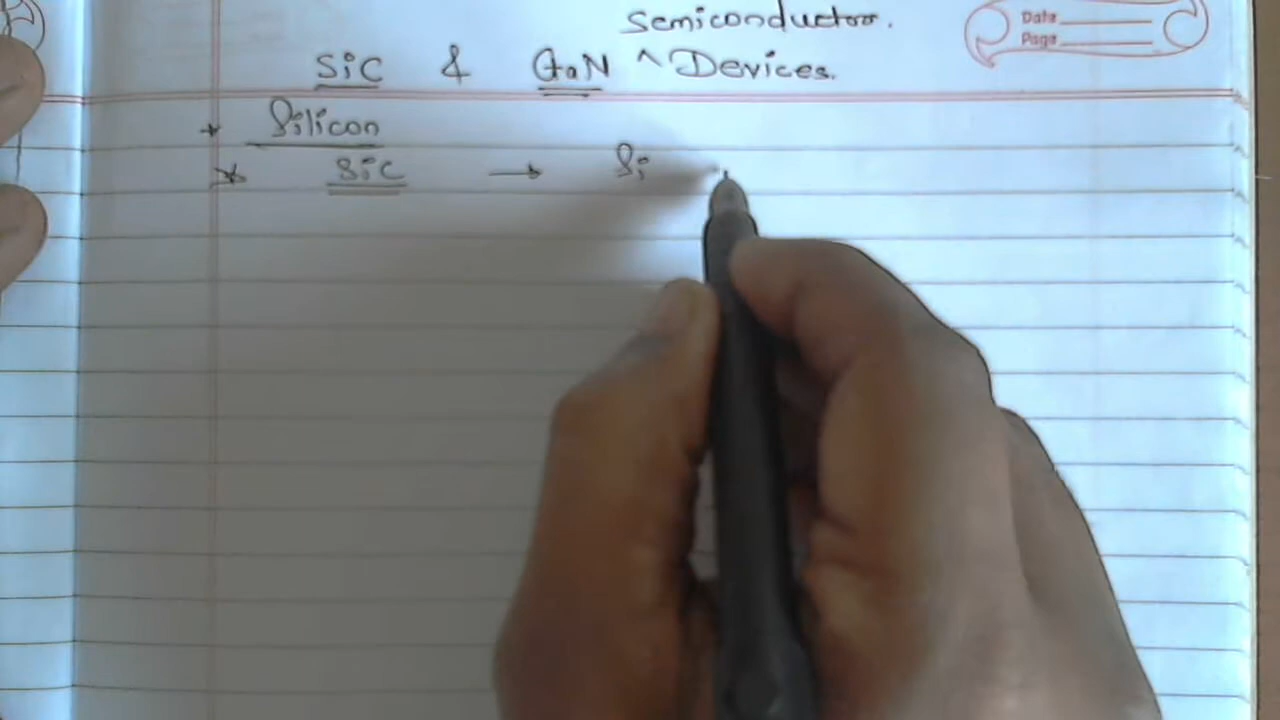 Date
Page
Semiconductor.
SiC & GaN ^ Devices.
* Silicon
* SiC → Si